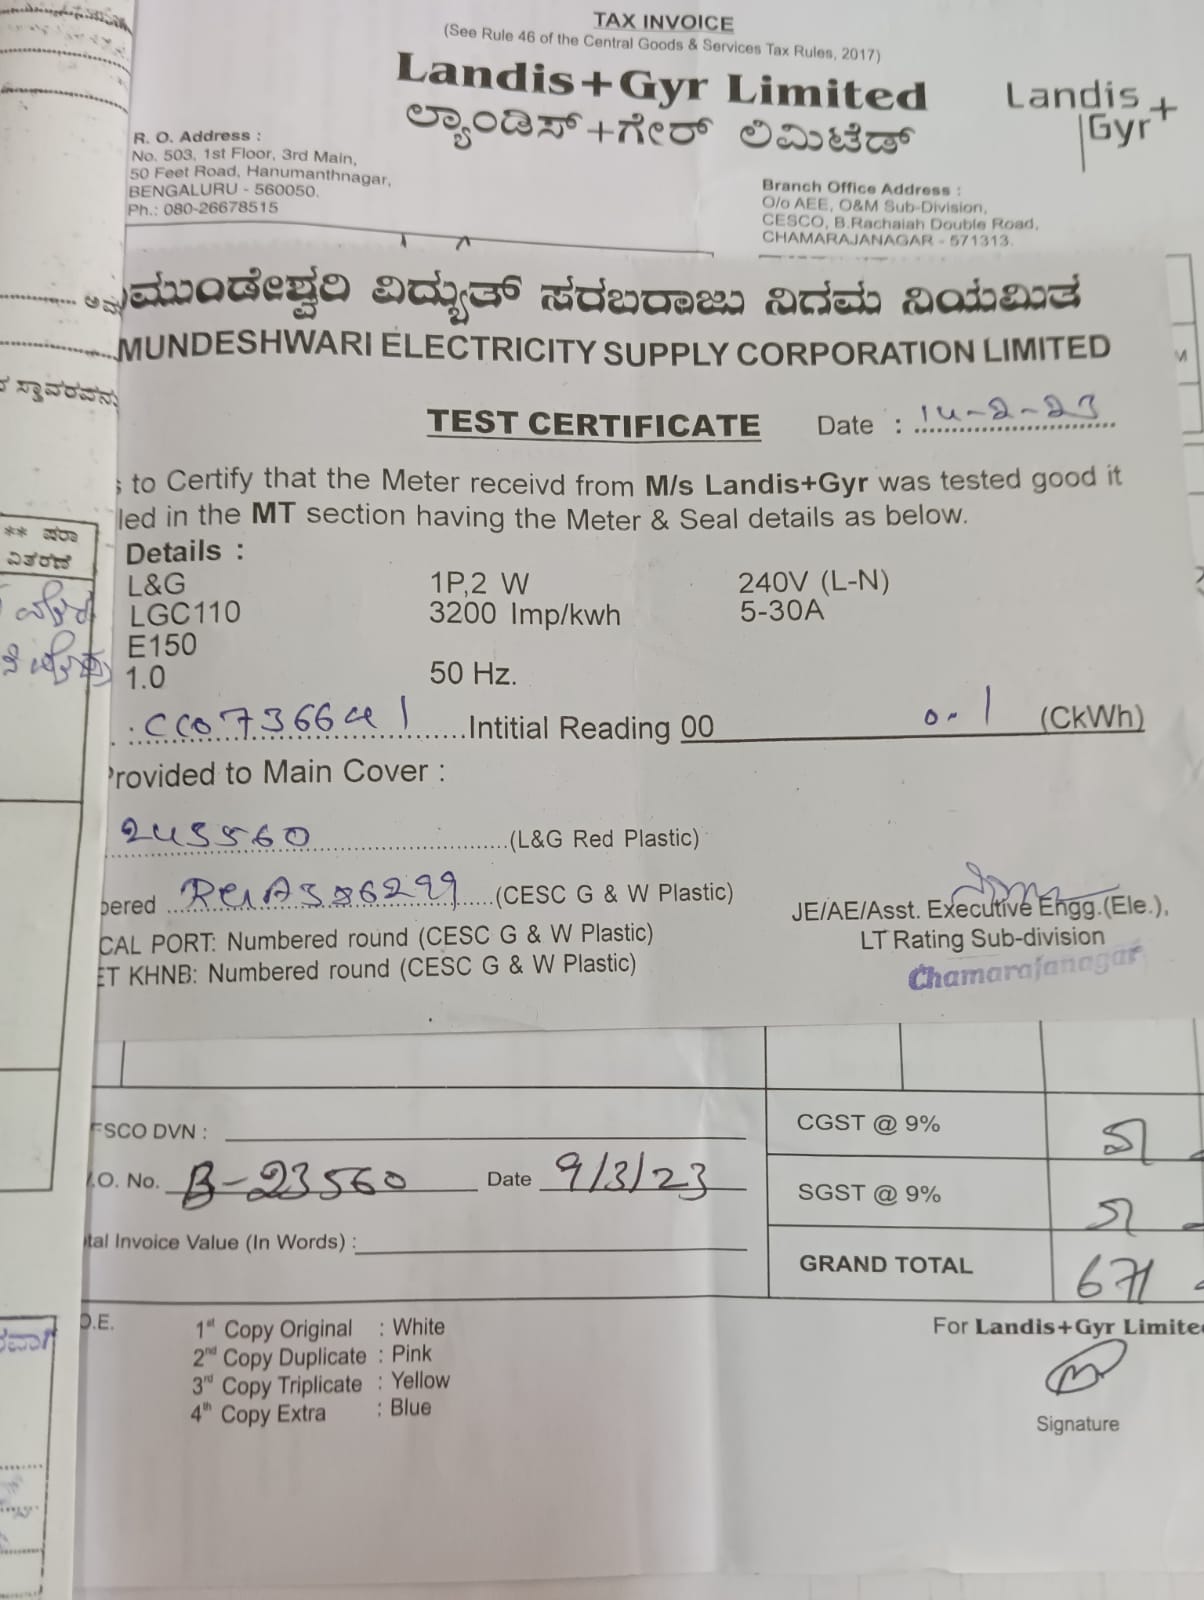 TAX INVOICE
(See Rule 46 of the Central Goods & Services Tax Rules, 2017)
Landis+Gyr Limited
ಲ್ಯಾಂಡಿಸ್+ಗೇರ್ ಲಿಮಿಟೆಡ್
Landis
Gyr+
R. O. Address :
No. 503, 1st Floor, 3rd Main,
50 Feet Road, Hanumanthnagar,
BENGALURU - 560050.
Ph.: 080-26678515
Branch Office Address :
O/o AEE, O&M Sub-Division,
CESCO, B.Rachaiah Double Road,
CHAMARAJANAGAR - 571313.
ಮುಂಡೇಶ್ವರಿ ವಿದ್ಯುತ್ ಸರಬರಾಜು ನಿಗಮ ನಿಯಮಿತ
MUNDESHWARI ELECTRICITY SUPPLY CORPORATION LIMITED
TEST CERTIFICATE Date : 14-2-23
s to Certify that the Meter receivd from M/s Landis+Gyr was tested good it
led in the MT section having the Meter & Seal details as below.
** ಷರಾ
ವಿತರಣೆ
Details :
L&G 1P,2 W 240V (L-N)
LGC110 3200 Imp/kwh 5-30A
E150
1.0 50 Hz.
Intitial Reading 00 0.1 (CkWh)
Provided to Main Cover :
245560 (L&G Red Plastic)
bered (CESC G & W Plastic)
CAL PORT: Numbered round (CESC G & W Plastic)
ET KHNB: Numbered round (CESC G & W Plastic)
JE/AE/Asst. Executive Engg.(Ele.),
LT Rating Sub-division
Chamarajanagar
CGST @ 9% 51
ESCO DVN :
.O. No. B-23560 Date 9/3/23
SGST @ 9% 51
tal Invoice Value (In Words) :
GRAND TOTAL 671
O.E.
1st Copy Original : White
2nd Copy Duplicate : Pink
3rd Copy Triplicate : Yellow
4th Copy Extra : Blue
For Landis+Gyr Limite
Signature